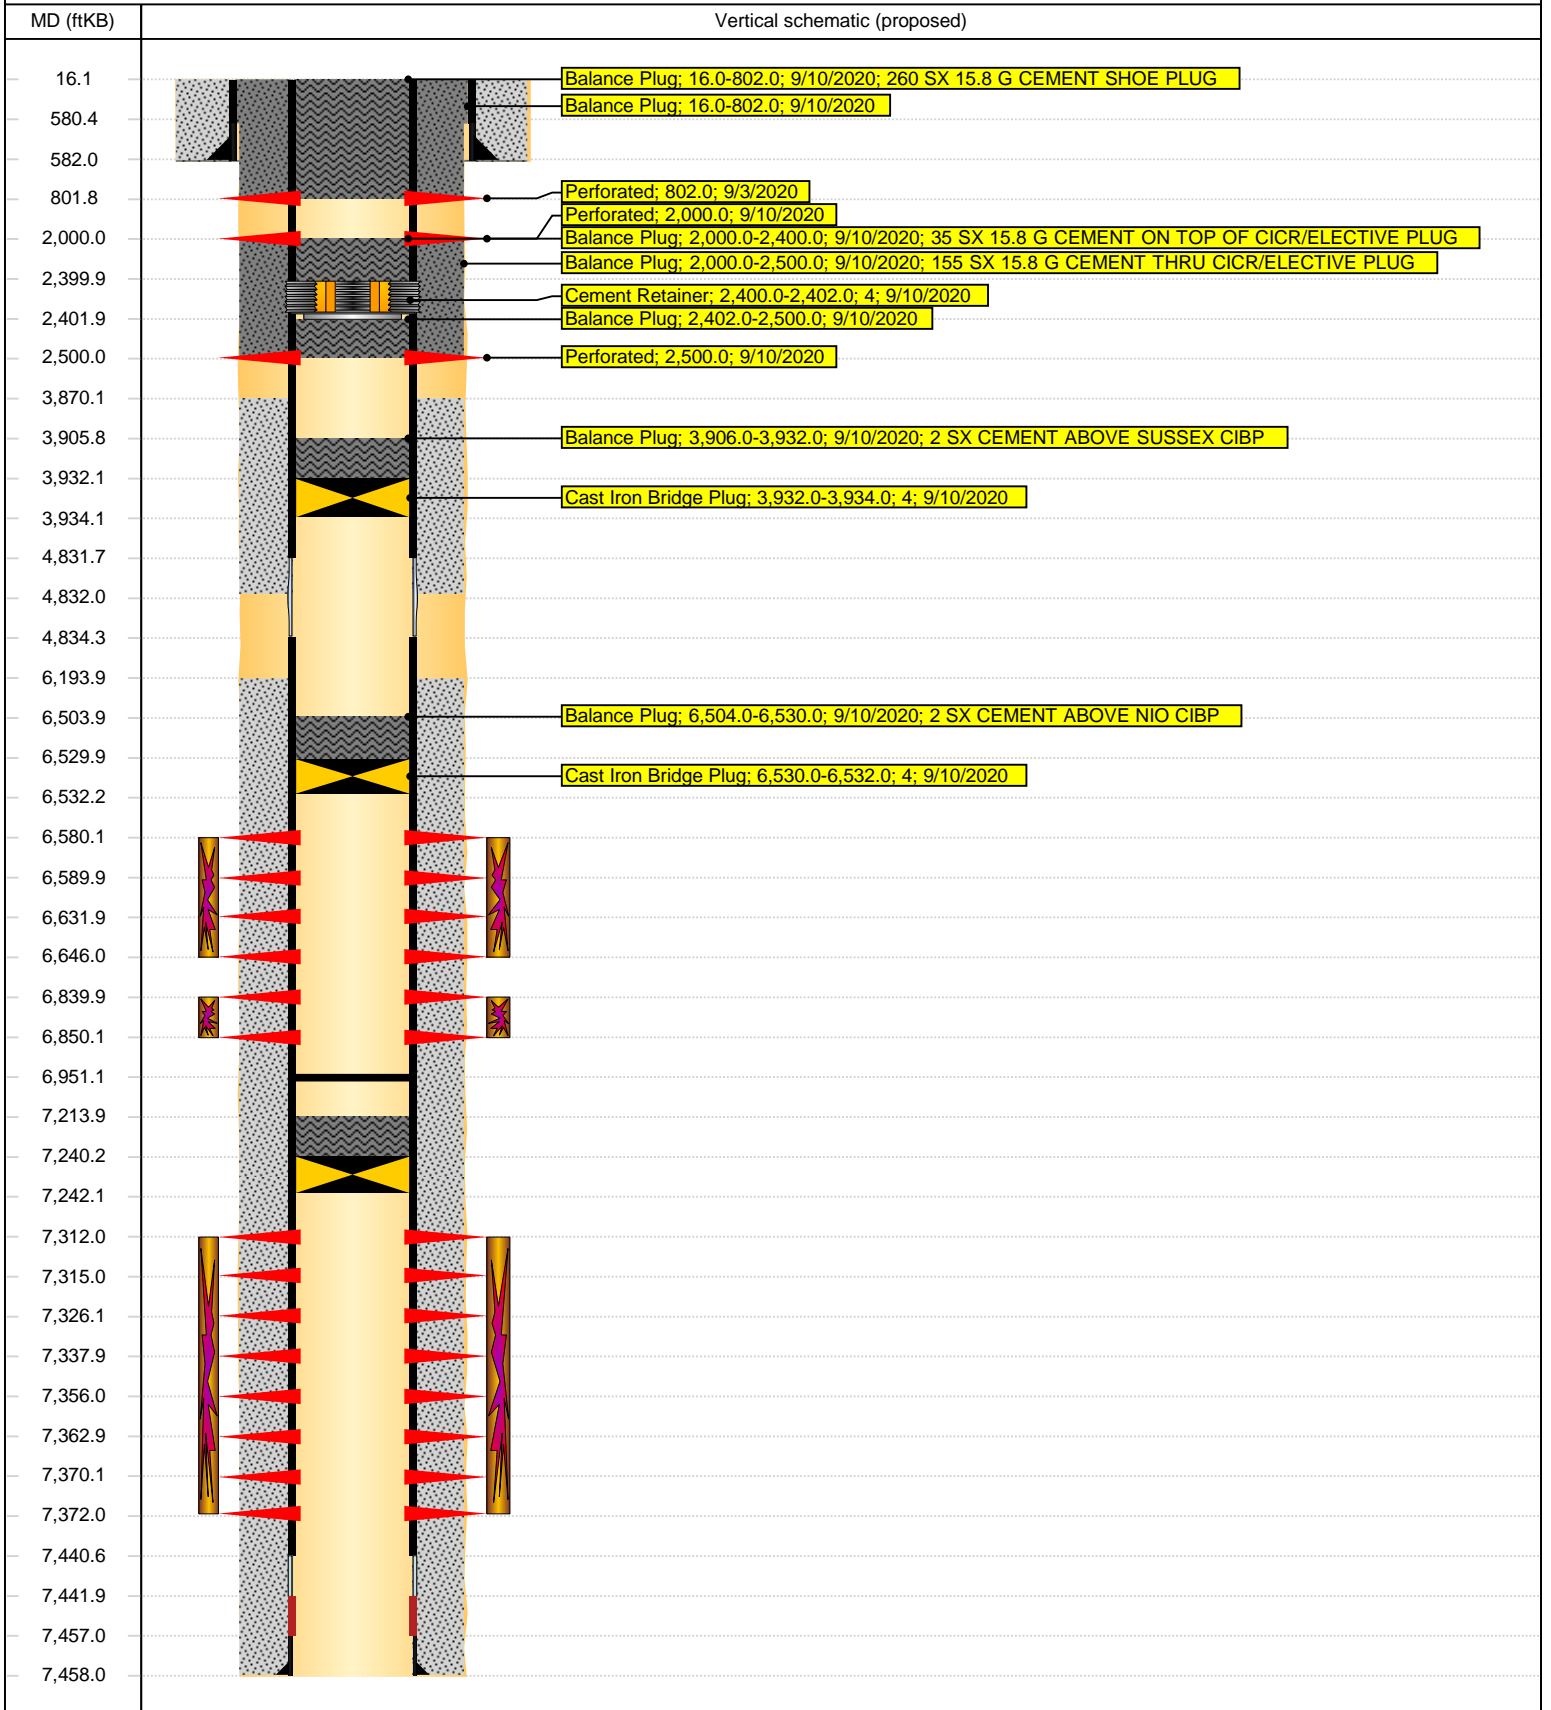 MD (ftKB)
Vertical schematic (proposed)
16.1
Balance Plug; 16.0-802.0; 9/10/2020; 260 SX 15.8 G CEMENT SHOE PLUG
Balance Plug; 16.0-802.0; 9/10/2020
580.4
582.0
801.8
Perforated; 802.0; 9/3/2020
Perforated; 2,000.0; 9/10/2020
2,000.0
Balance Plug; 2,000.0-2,400.0; 9/10/2020; 35 SX 15.8 G CEMENT ON TOP OF CICR/ELECTIVE PLUG
Balance Plug; 2,000.0-2,500.0; 9/10/2020; 155 SX 15.8 G CEMENT THRU CICR/ELECTIVE PLUG
2,399.9
Cement Retainer; 2,400.0-2,402.0; 4; 9/10/2020
2,401.9
Balance Plug; 2,402.0-2,500.0; 9/10/2020
2,500.0
Perforated; 2,500.0; 9/10/2020
3,870.1
3,905.8
Balance Plug; 3,906.0-3,932.0; 9/10/2020; 2 SX CEMENT ABOVE SUSSEX CIBP
3,932.1
Cast Iron Bridge Plug; 3,932.0-3,934.0; 4; 9/10/2020
3,934.1
4,831.7
4,832.0
4,834.3
6,193.9
6,503.9
Balance Plug; 6,504.0-6,530.0; 9/10/2020; 2 SX CEMENT ABOVE NIO CIBP
6,529.9
Cast Iron Bridge Plug; 6,530.0-6,532.0; 4; 9/10/2020
6,532.2
6,580.1
6,589.9
6,631.9
6,646.0
6,839.9
6,850.1
6,951.1
7,213.9
7,240.2
7,242.1
7,312.0
7,315.0
7,326.1
7,337.9
7,356.0
7,362.9
7,370.1
7,372.0
7,440.6
7,441.9
7,457.0
7,458.0